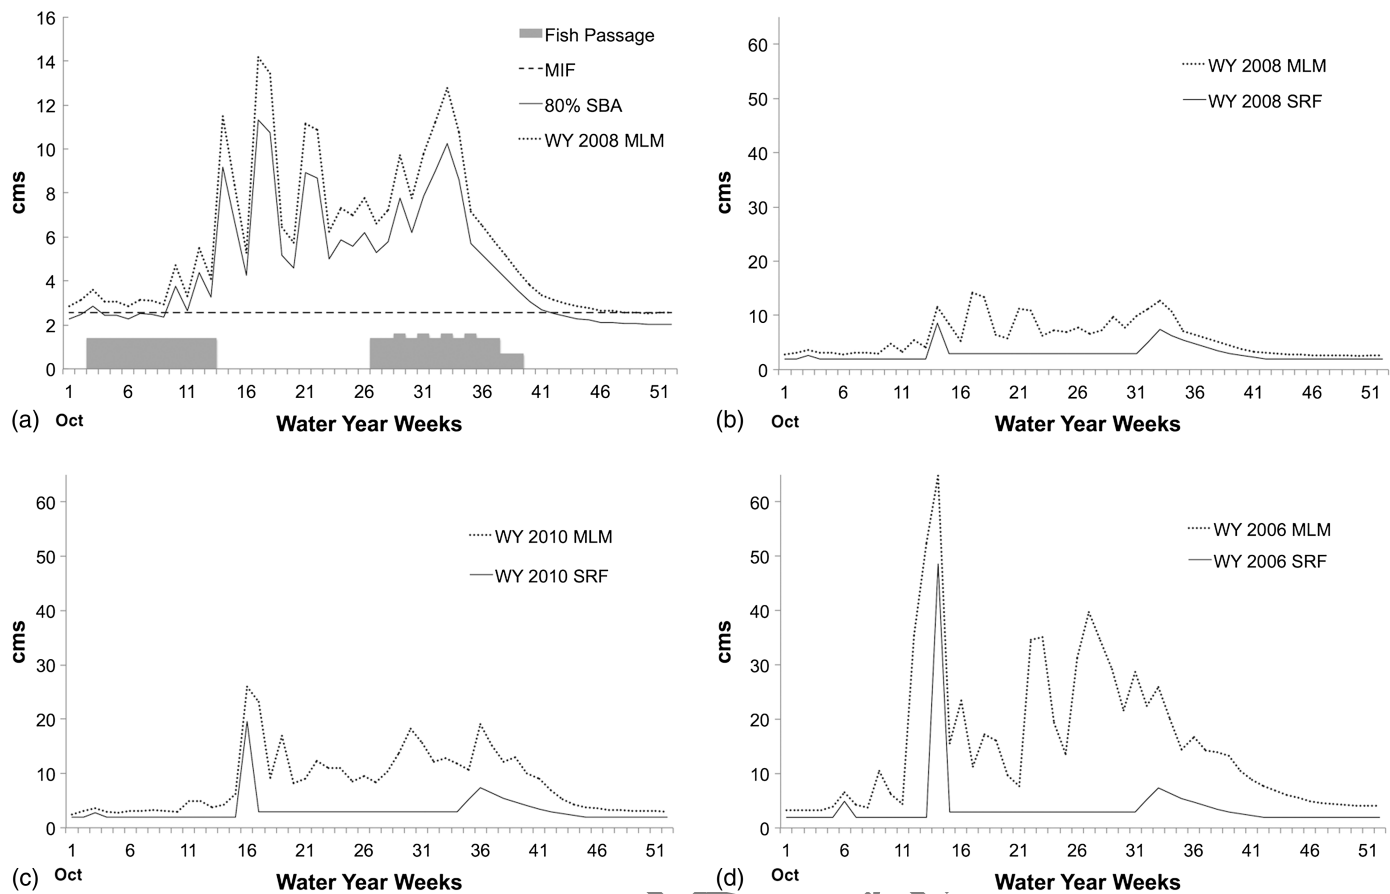 16
14
12
10
8
6
4
2
0
cms
Fish Passage
MIF
80% SBA
WY 2008 MLM
1 6 11 16 21 26 31 36 41 46 51
(a) Oct Water Year Weeks
60
50
40
30
20
10
0
cms
WY 2008 MLM
WY 2008 SRF
1 6 11 16 21 26 31 36 41 46 51
(b) Oct Water Year Weeks
60
50
40
30
20
10
0
cms
WY 2010 MLM
WY 2010 SRF
1 6 11 16 21 26 31 36 41 46 51
(c) Oct Water Year Weeks
60
50
40
30
20
10
0
cms
WY 2006 MLM
WY 2006 SRF
1 6 11 16 21 26 31 36 41 46 51
(d) Oct Water Year Weeks